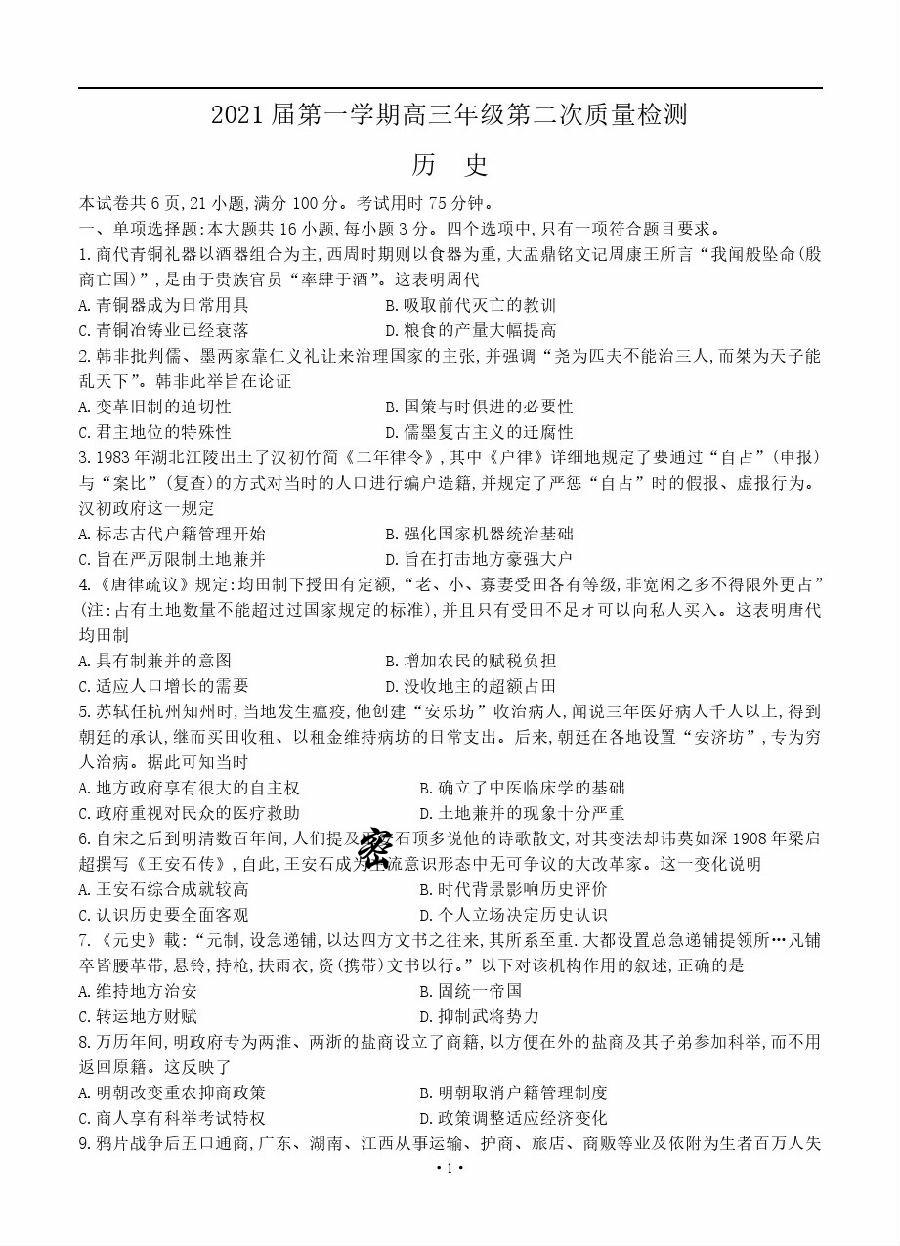 2021届第一学期高三年级第二次质量检测
历 史
本试卷共6页,21小题,满分100分。考试用时75分钟。
一、单项选择题:本大题共16小题,每小题3分。四个选项中,只有一项符合题目要求。
1.商代青铜礼器以酒器组合为主,西周时期则以食器为重,大盂鼎铭文记周康王所言“我闻般坠命(殷
商亡国)”,是由于贵族官员“率肆于酒”。这表明周代
A.青铜器成为日常用具 B.吸取前代灭亡的教训
C.青铜冶铸业已经衰落 D.粮食的产量大幅提高
2.韩非批判儒、墨两家靠仁义礼让来治理国家的主张,并强调“尧为匹夫不能治三人,而桀为天子能
乱天下”。韩非此举旨在论证
A.变革旧制的迫切性 B.国策与时俱进的必要性
C.君主地位的特殊性 D.儒墨复古主义的迂腐性
3.1983年湖北江陵出土了汉初竹简《二年律令》,其中《户律》详细地规定了要通过“自占”(申报)
与“案比”(复查)的方式对当时的人口进行编户造籍,并规定了严惩“自占”时的假报、虚报行为。
汉初政府这一规定
A.标志古代户籍管理开始 B.强化国家机器统治基础
C.旨在严厉限制土地兼并 D.旨在打击地方豪强大户
4.《唐律疏议》规定:均田制下授田有定额,“老、小、寡妻受田各有等级,非宽闲之乡不得限外更占”
(注:占有土地数量不能超过过国家规定的标准),并且只有受田不足才可以向私人买入。这表明唐代
均田制
A.具有制兼并的意图 B.增加农民的赋税负担
C.适应人口增长的需要 D.没收地主的超额占田
5.苏轼任杭州知州时,当地发生瘟疫,他创建“安乐坊”收治病人,闻说三年医好病人千人以上,得到
朝廷的承认,继而买田收租、以租金维持病坊的日常支出。后来,朝廷在各地设置“安济坊”,专为穷
人治病。据此可知当时
A.地方政府享有很大的自主权 B.确立了中医临床学的基础
C.政府重视对民众的医疗救助 D.土地兼并的现象十分严重
6.自宋之后到明清数百年间,人们提及 石顶多说他的诗歌散文,对其变法却讳莫如深1908年梁启
超撰写《王安石传》,自此,王安石成为 流意识形态中无可争议的大改革家。这一变化说明
密
A.王安石综合成就较高 B.时代背景影响历史评价
C.认识历史要全面客观 D.个人立场决定历史认识
7.《元史》載:“元制,设急递铺,以达四方文书之往来,其所系至重.大都设置总急递铺提领所…凡铺
卒皆腰革带,悬铃,持枪,扶雨衣,赍(携带)文书以行。”以下对该机构作用的叙述,正确的是
A.维持地方治安 B.固统一帝国
C.转运地方财赋 D.抑制武将势力
8.万历年间,明政府专为两淮、两浙的盐商设立了商籍,以方便在外的盐商及其子弟参加科举,而不用
返回原籍。这反映了
A.明朝改变重农抑商政策 B.明朝取消户籍管理制度
C.商人享有科举考试特权 D.政策调整适应经济变化
9.鸦片战争后五口通商,广东、湖南、江西从事运输、护商、旅店、商贩等业及依附为生者百万人失
·1·